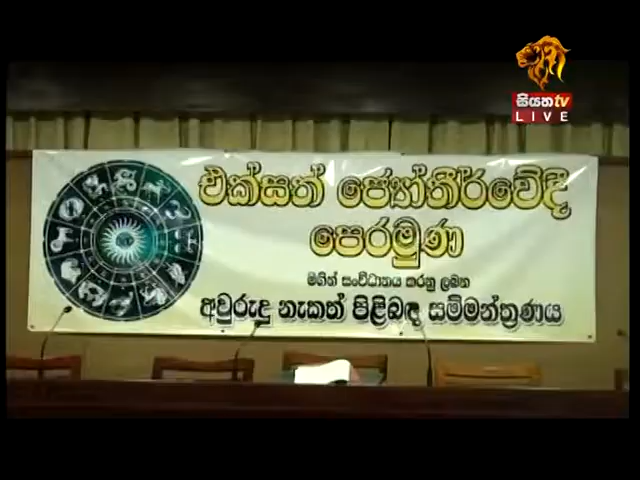 සියත tv
LIVE
එක්සත් ජ්‍යෝතිර්වේදී
පෙරමුණ
මගින් සංවිධානය කරනු ලබන
අවුරුදු නැකත් පිළිබඳ සම්මන්ත්‍රණය